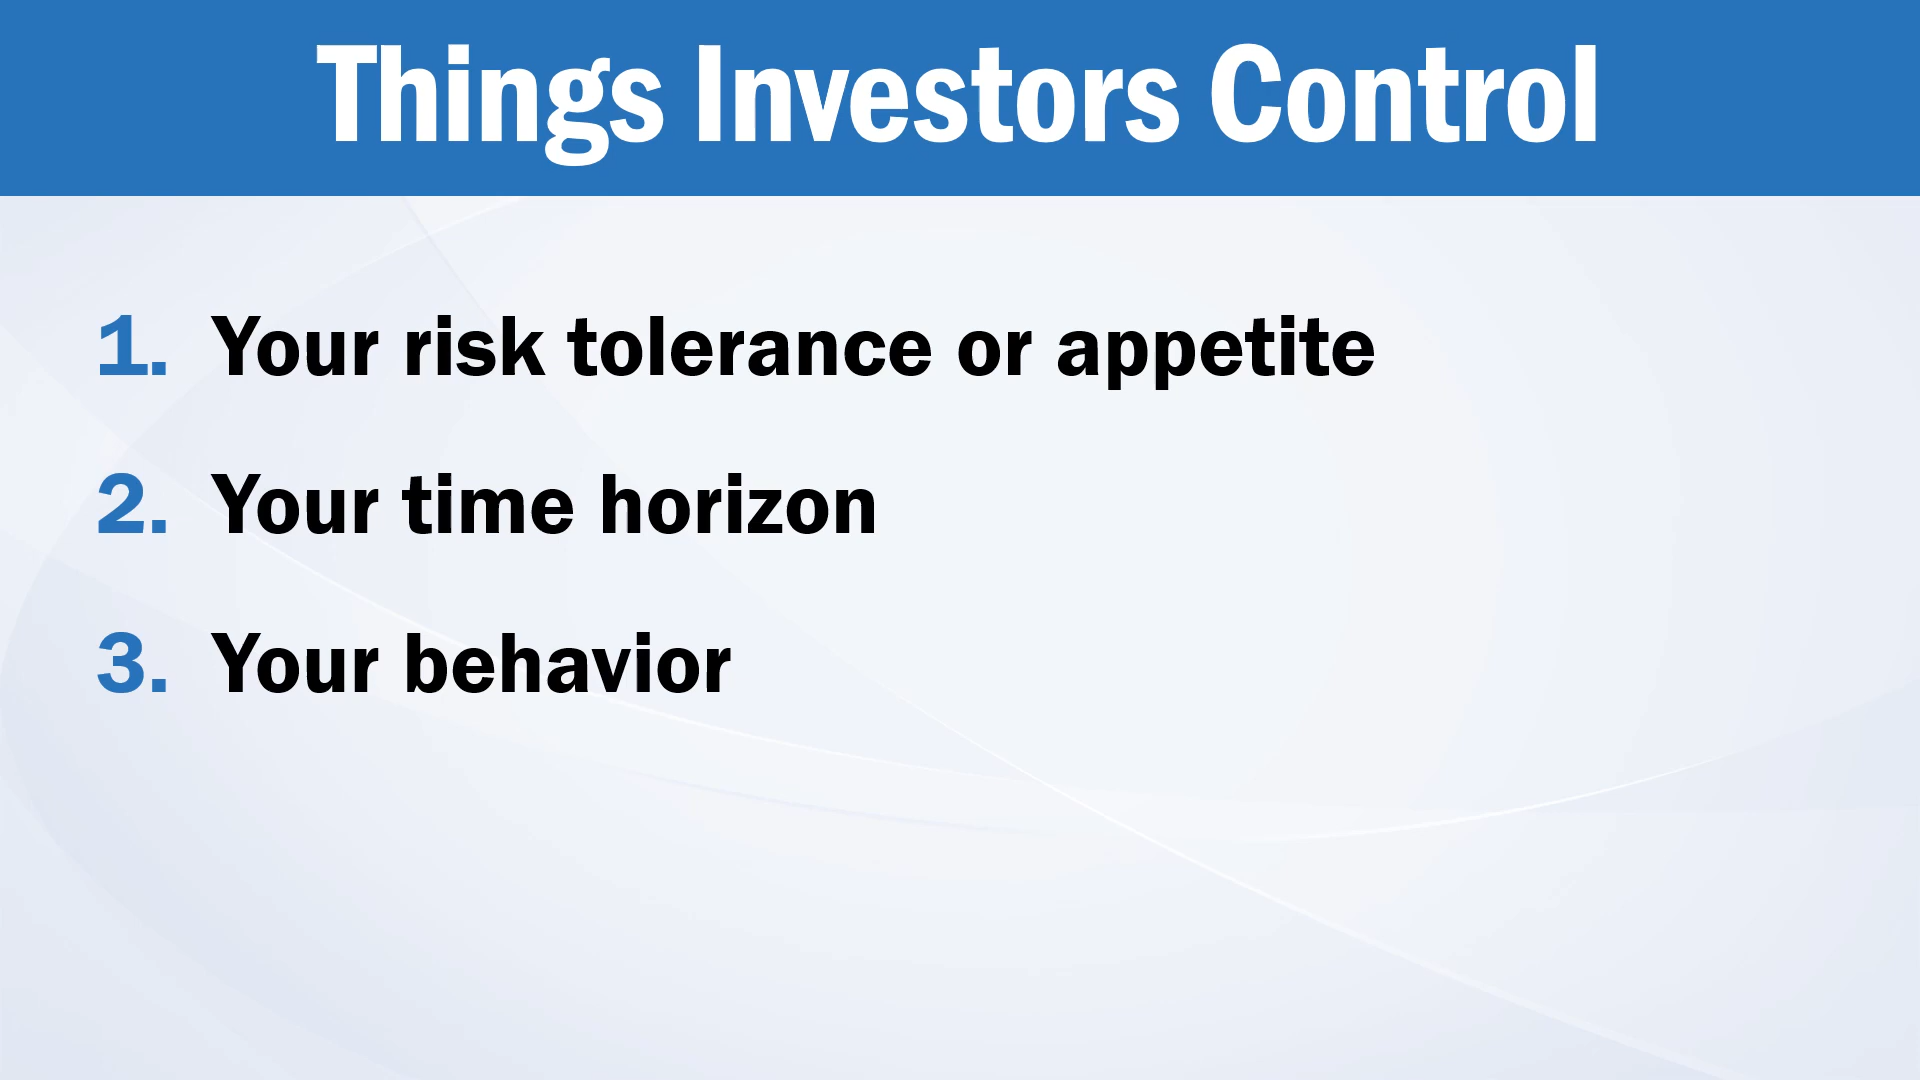 Things Investors Control
1. Your risk tolerance or appetite
2. Your time horizon
3. Your behavior